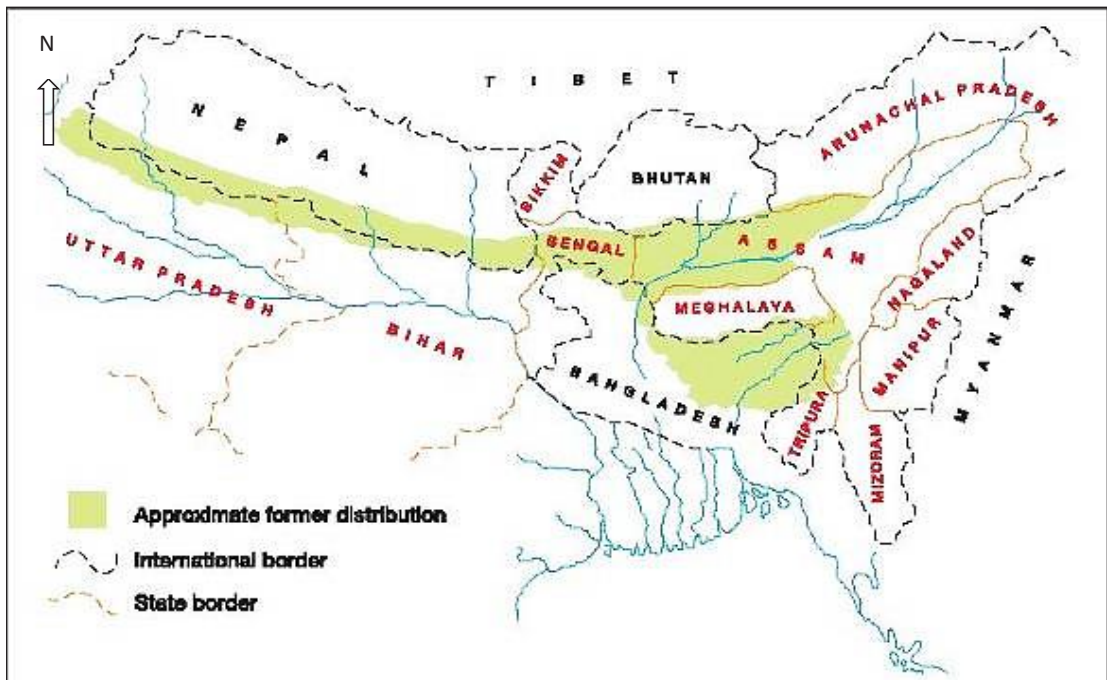 N
TIBET
NEPAL
ARUNACHAL PRADESH
BIKKIM
BHUTAN
BENGAL
ASSAM
UTTAR PRADESH
NAGALAND
MEGHALAYA
BIHAR
MANIPUR
MYANMAR
BANGLADESH
TRIPURA
MIZORAM
Approximate former distribution
International border
State border